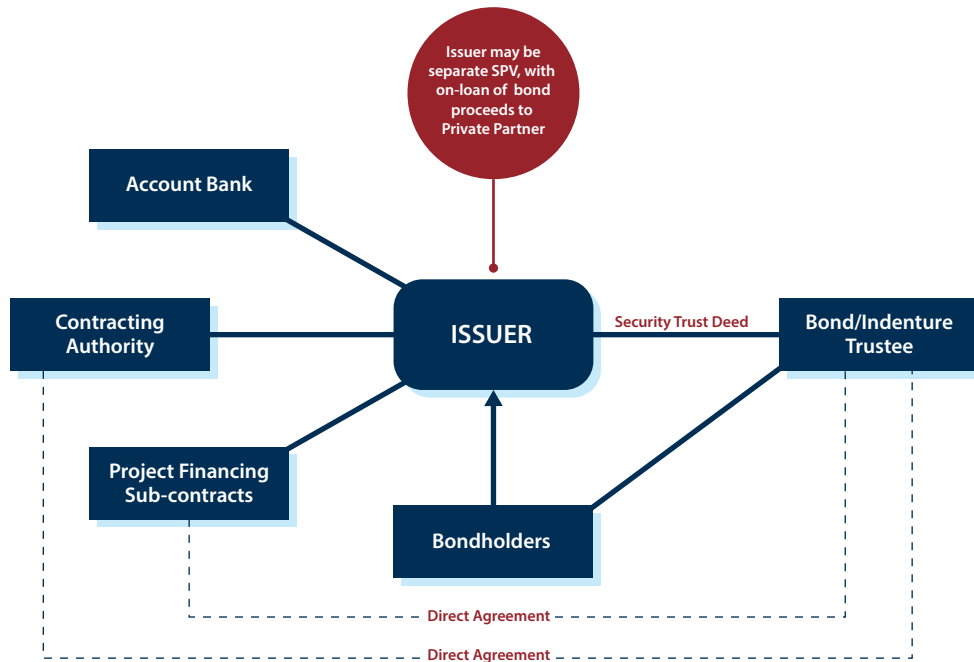 Issuer may be
separate SPV, with
on-loan of bond
proceeds to
Private Partner
Account Bank
Contracting
Authority
ISSUER
Security Trust Deed
Bond/Indenture
Trustee
Project Financing
Sub-contracts
Bondholders
Direct Agreement
Direct Agreement